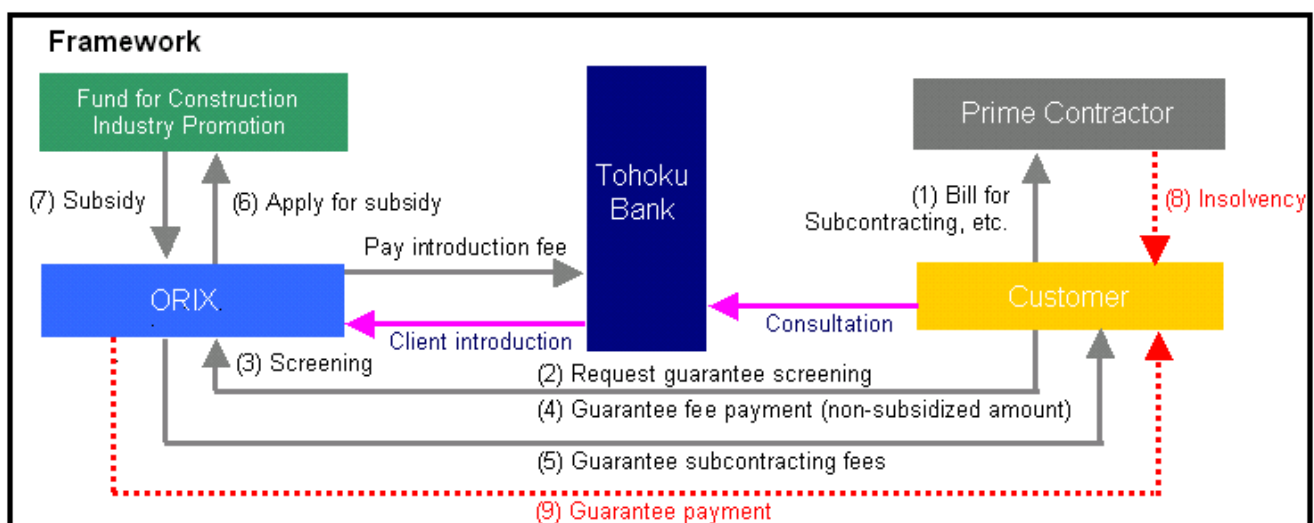 Framework
Fund for Construction
Industry Promotion
Tohoku
Bank
Prime Contractor
(7) Subsidy
(6) Apply for subsidy
(1) Bill for
Subcontracting, etc.
(8) Insolvency
Pay introduction fee
ORIX
Customer
Client introduction
Consultation
(3) Screening
(2) Request guarantee screening
(4) Guarantee fee payment (non-subsidized amount)
(5) Guarantee subcontracting fees
(9) Guarantee payment